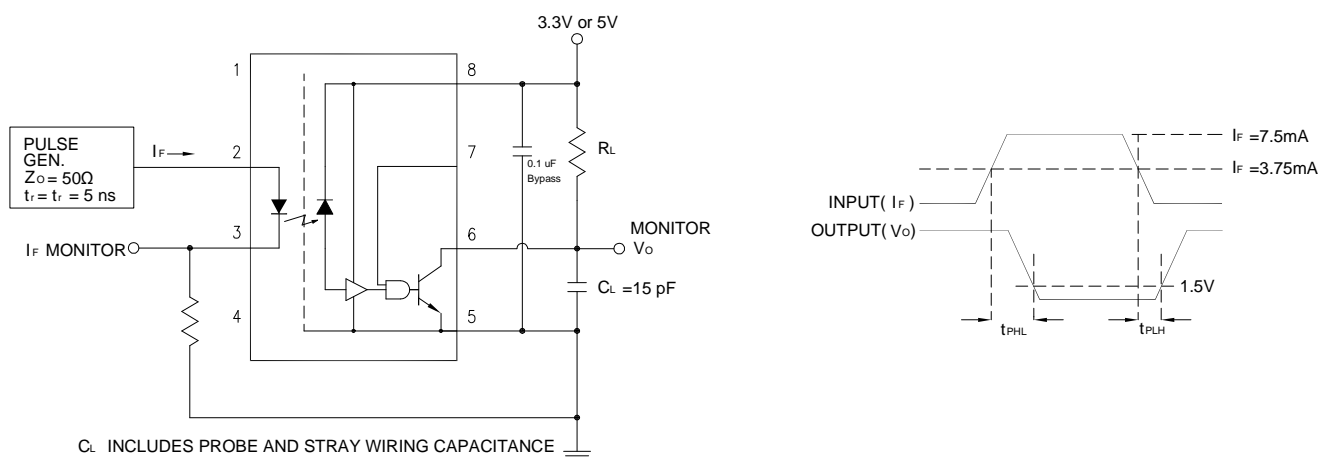 3.3V or 5V
1
8
PULSE
GEN.
ZO = 50Ω
tr = tr = 5 ns
IF
2
7
0.1 uF
Bypass
RL
3
6
MONITOR
VO
IF MONITOR
CL =15 pF
4
5
CL INCLUDES PROBE AND STRAY WIRING CAPACITANCE
IF =7.5mA
IF =3.75mA
INPUT( IF )
OUTPUT( VO )
1.5V
tPHL
tPLH